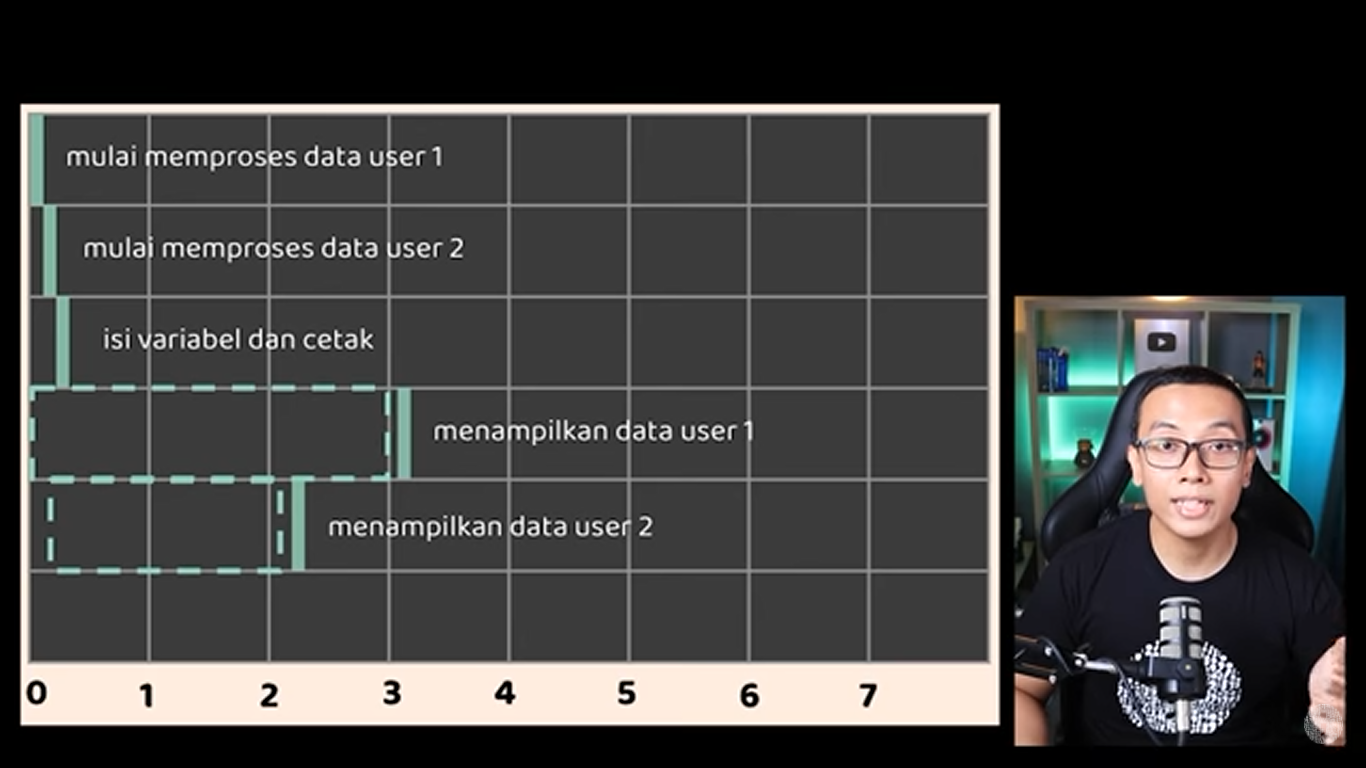 mulai memproses data user 1
mulai memproses data user 2
isi variabel dan cetak
menampilkan data user 1
menampilkan data user 2
0 1 2 3 4 5 6 7